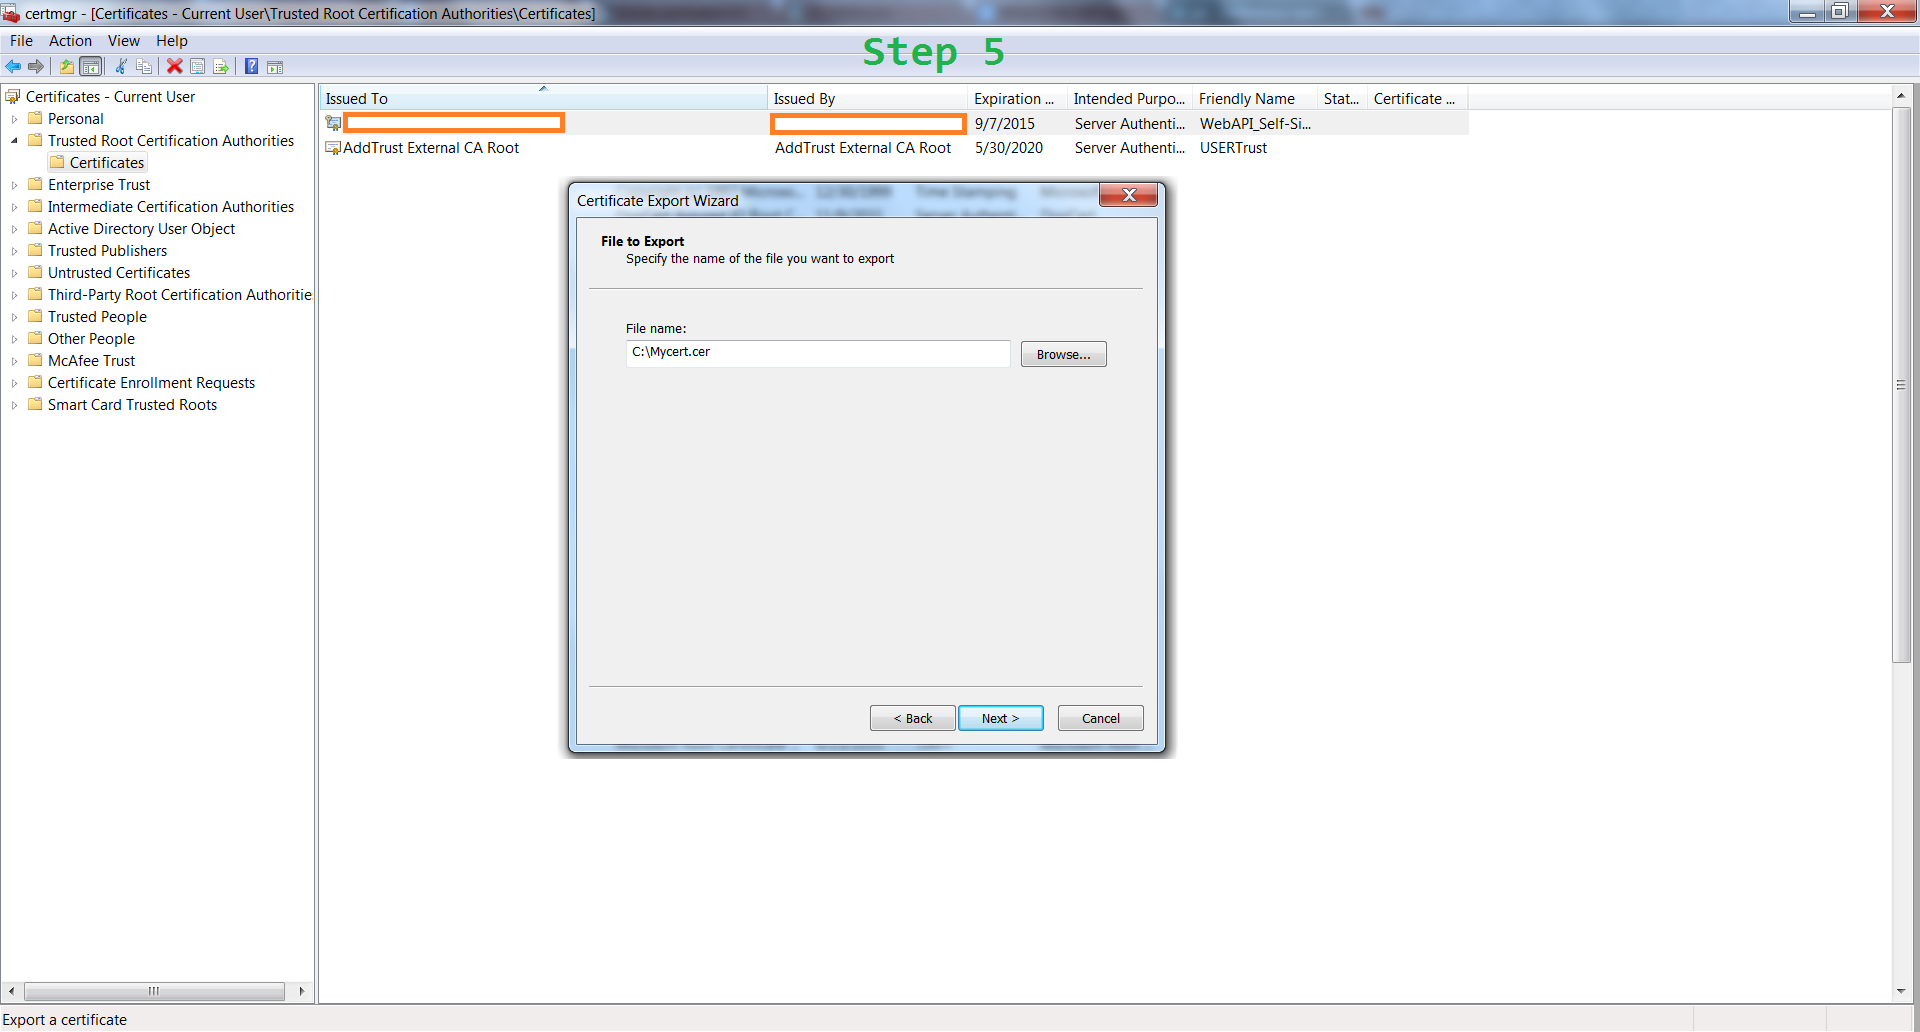 certmgr - [Certificates - Current User\Trusted Root Certification Authorities\Certificates]
File Action View Help
Step 5
Certificates - Current User
Personal
Trusted Root Certification Authorities
Certificates
Enterprise Trust
Intermediate Certification Authorities
Active Directory User Object
Trusted Publishers
Untrusted Certificates
Third-Party Root Certification Authoritie
Trusted People
Other People
McAfee Trust
Certificate Enrollment Requests
Smart Card Trusted Roots
Issued To Issued By Expiration ... Intended Purpo... Friendly Name Stat... Certificate ...
9/7/2015 Server Authenti... WebAPI_Self-Si...
AddTrust External CA Root AddTrust External CA Root 5/30/2020 Server Authenti... USERTrust
Certificate Export Wizard
File to Export
Specify the name of the file you want to export
File name:
C:\Mycert.cer
Browse...
< Back Next > Cancel
Export a certificate